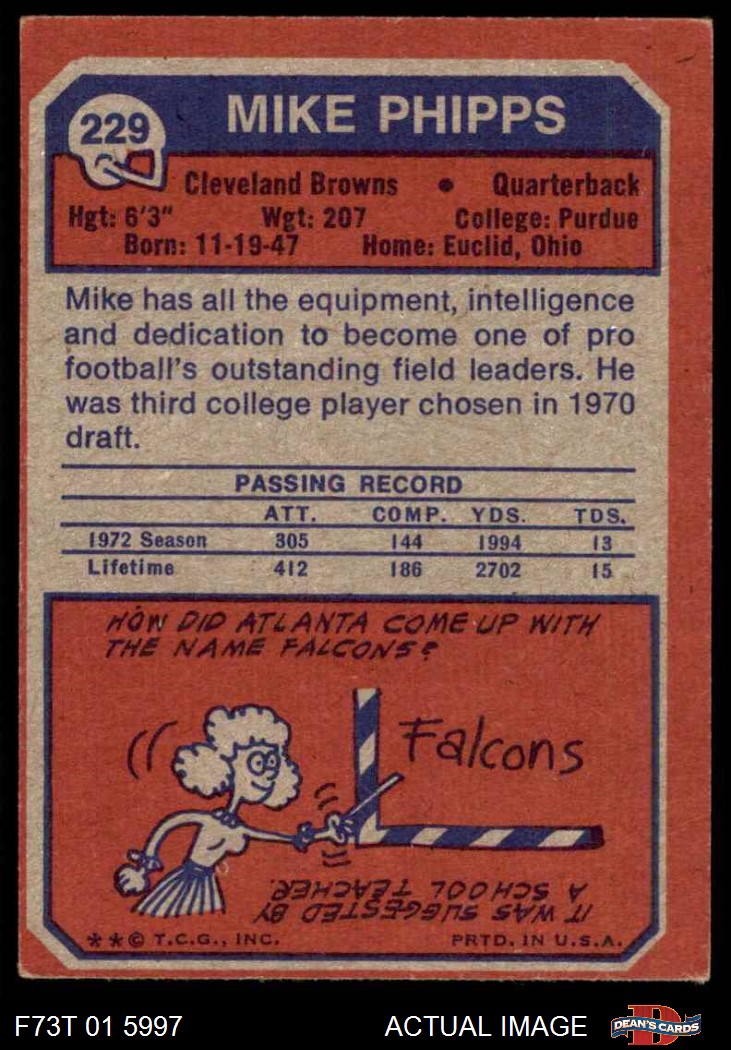 229
MIKE PHIPPS
Cleveland Browns • Quarterback
Hgt: 6'3" Wgt: 207 College: Purdue
Born: 11-19-47 Home: Euclid, Ohio
Mike has all the equipment, intelligence
and dedication to become one of pro
football's outstanding field leaders. He
was third college player chosen in 1970
draft.
PASSING RECORD
ATT. COMP. YDS. TDS.
1972 Season 305 144 1994 13
Lifetime 412 186 2702 15
HOW DID ATLANTA COME UP WITH
THE NAME FALCONS?
Falcons
IT WAS SUGGESTED BY
A SCHOOL TEACHER.
**© T.C.G., INC. PRTD. IN U.S.A.
F73T 01 5997 ACTUAL IMAGE
D
DEAN'S CARDS